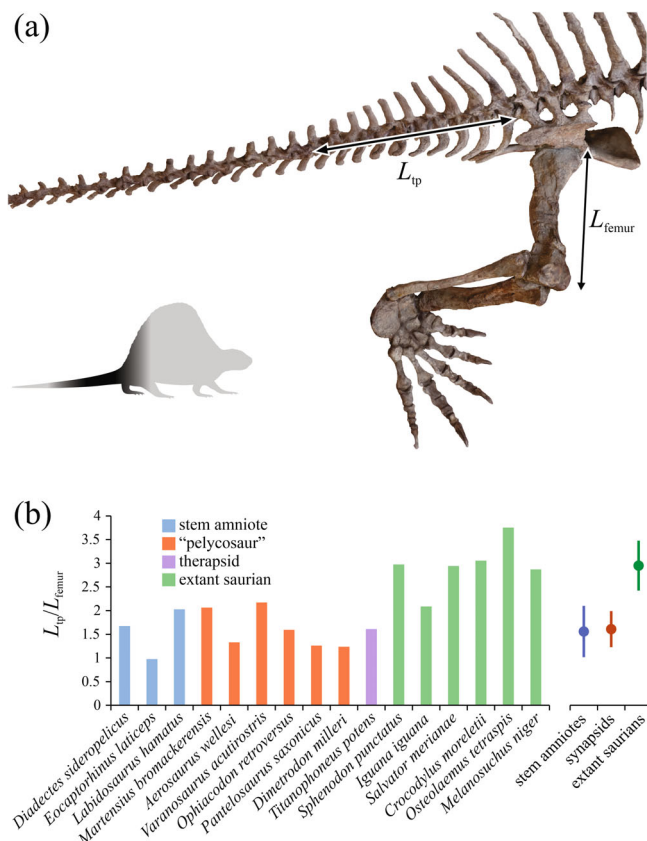 (a)
Ltp
Lfemur
(b)
Ltp/Lfemur
4
3.5
3
2.5
2
1.5
1
0.5
0
stem amniote
“pelycosaur”
therapsid
extant saurian
Diadectes sideropelicus
Eocaptorhinus laticeps
Labidosaurus hamatus
Martensius bromackerensis
Aerosaurus wellesi
Varanosaurus acutirostris
Ophiacodon retroversus
Pantelosaurus saxonicus
Dimetrodon milleri
Titanophoneus potens
Sphenodon punctatus
Iguana iguana
Salvator merianae
Crocodylus moreletii
Osteolaemus tetraspis
Melanosuchus niger
stem amniotes
synapsids
extant saurians